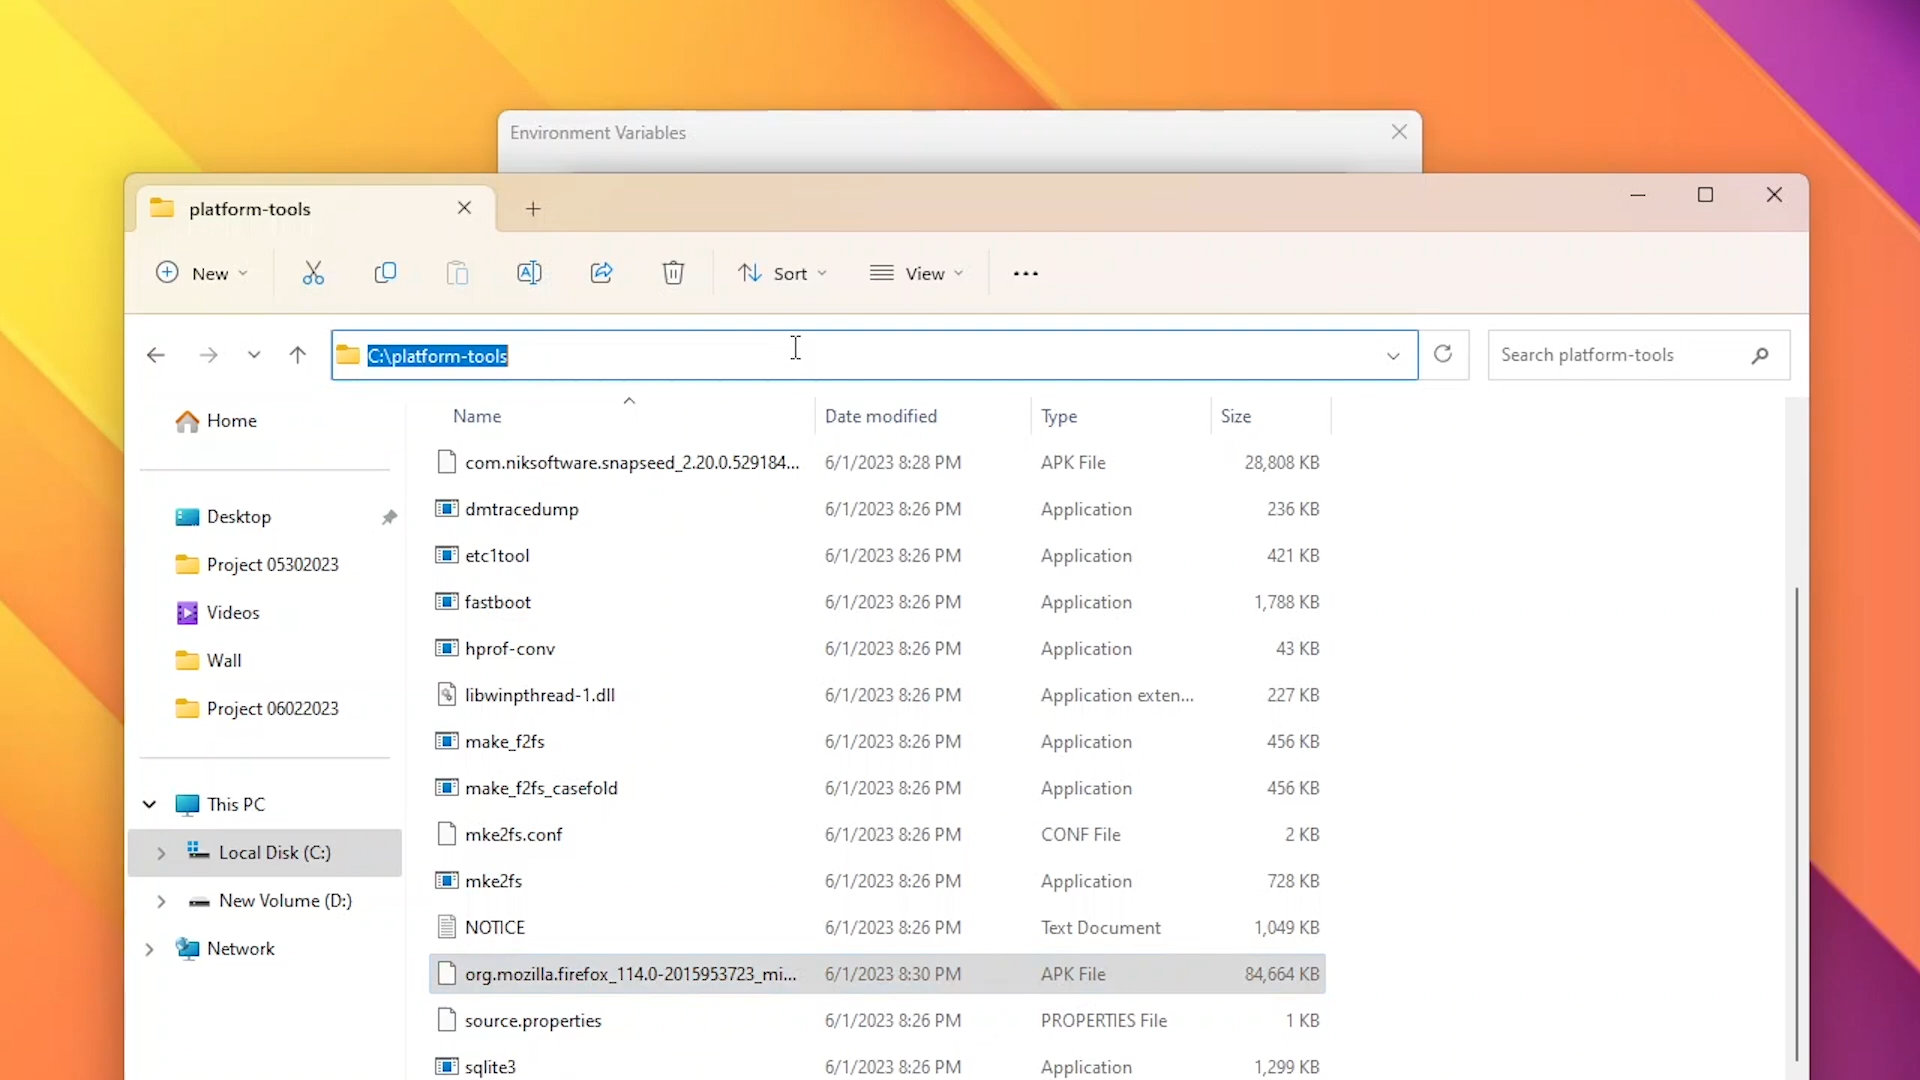 Environment Variables
platform-tools
New
Sort
View
C:\platform-tools
Search platform-tools
Home
Desktop
Project 05302023
Videos
Wall
Project 06022023
This PC
Local Disk (C:)
New Volume (D:)
Network
Name Date modified Type Size
com.niksoftware.snapseed_2.20.0.529184... 6/1/2023 8:28 PM APK File 28,808 KB
dmtracedump 6/1/2023 8:26 PM Application 236 KB
etc1tool 6/1/2023 8:26 PM Application 421 KB
fastboot 6/1/2023 8:26 PM Application 1,788 KB
hprof-conv 6/1/2023 8:26 PM Application 43 KB
libwinpthread-1.dll 6/1/2023 8:26 PM Application exten... 227 KB
make_f2fs 6/1/2023 8:26 PM Application 456 KB
make_f2fs_casefold 6/1/2023 8:26 PM Application 456 KB
mke2fs.conf 6/1/2023 8:26 PM CONF File 2 KB
mke2fs 6/1/2023 8:26 PM Application 728 KB
NOTICE 6/1/2023 8:26 PM Text Document 1,049 KB
org.mozilla.firefox_114.0-2015953723_mi... 6/1/2023 8:30 PM APK File 84,664 KB
source.properties 6/1/2023 8:26 PM PROPERTIES File 1 KB
sqlite3 6/1/2023 8:26 PM Application 1,299 KB